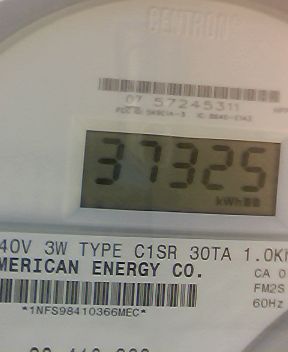 CENTRON
07 57245311
37325
kWh
40V 3W TYPE C1SR 30TA 1.0K
MERICAN ENERGY CO.
CA 0
FM2S
60Hz
*1NFS98410366MEC*